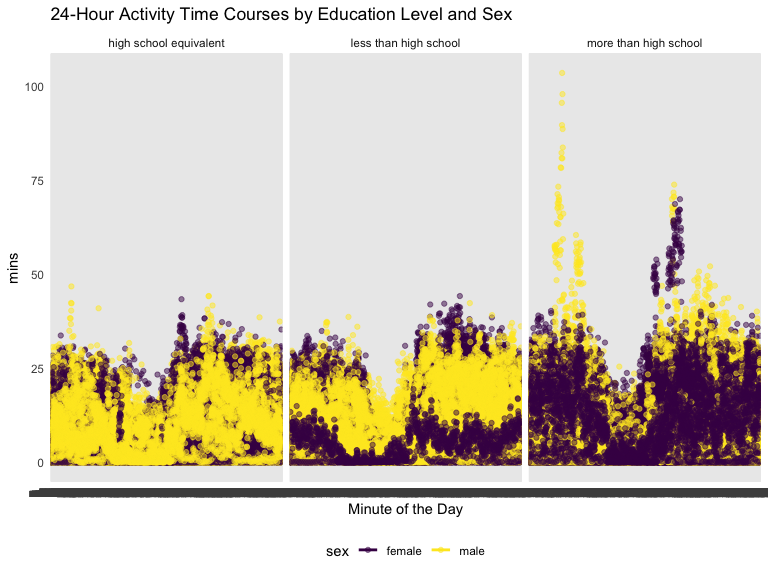 24-Hour Activity Time Courses by Education Level and Sex
high school equivalent
less than high school
more than high school
100
75
50
25
0
mins
Minute of the Day
sex female male